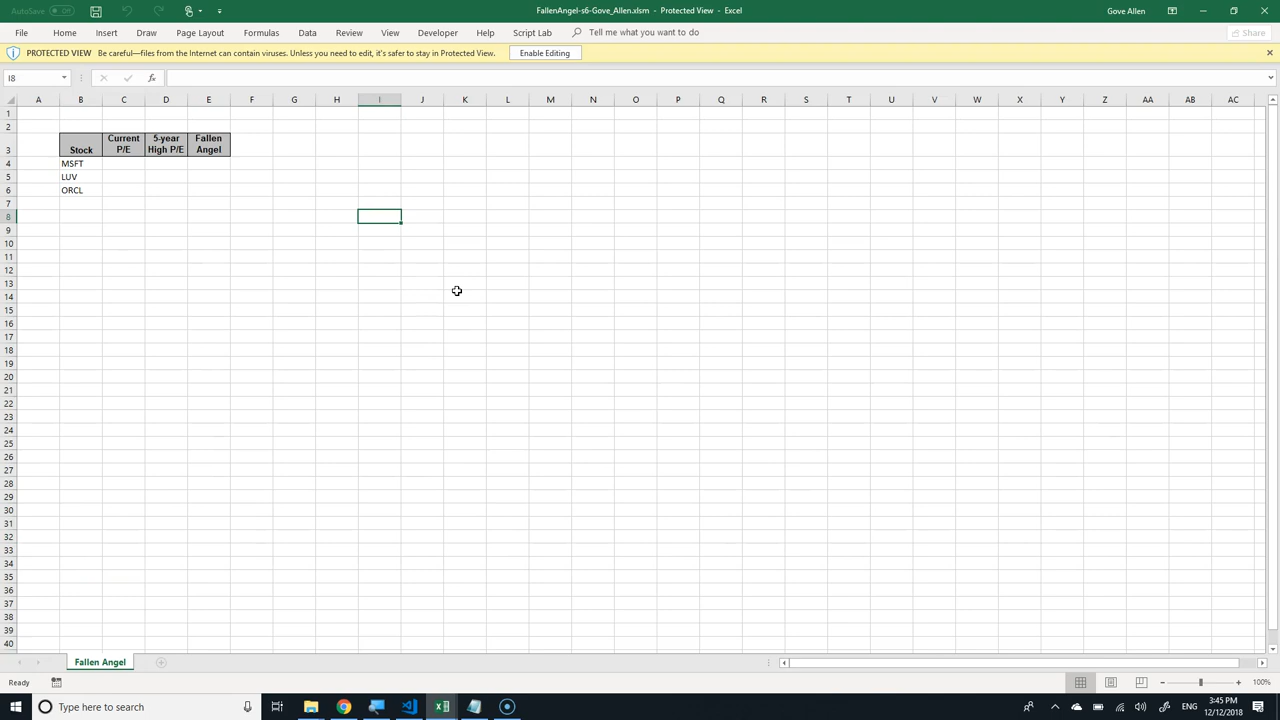 AutoSave Off
FallenAngel-s6-Gove_Allen.xlsm - Protected View - Excel
Gove Allen
File Home Insert Draw Page Layout Formulas Data Review View Developer Help Script Lab Tell me what you want to do Share
PROTECTED VIEW Be careful—files from the Internet can contain viruses. Unless you need to edit, it's safer to stay in Protected View. Enable Editing
I8 fx
A B C D E F G H I J K L M N O P Q R S T U V W X Y Z AA AB AC
1
2
3 Stock Current P/E 5-year High P/E Fallen Angel
4 MSFT
5 LUV
6 ORCL
7
8
9
10
11
12
13
14
15
16
17
18
19
20
21
22
23
24
25
26
27
28
29
30
31
32
33
34
35
36
37
38
39
40
Fallen Angel
Ready 100%
Type here to search ENG 3:45 PM
12/12/2018